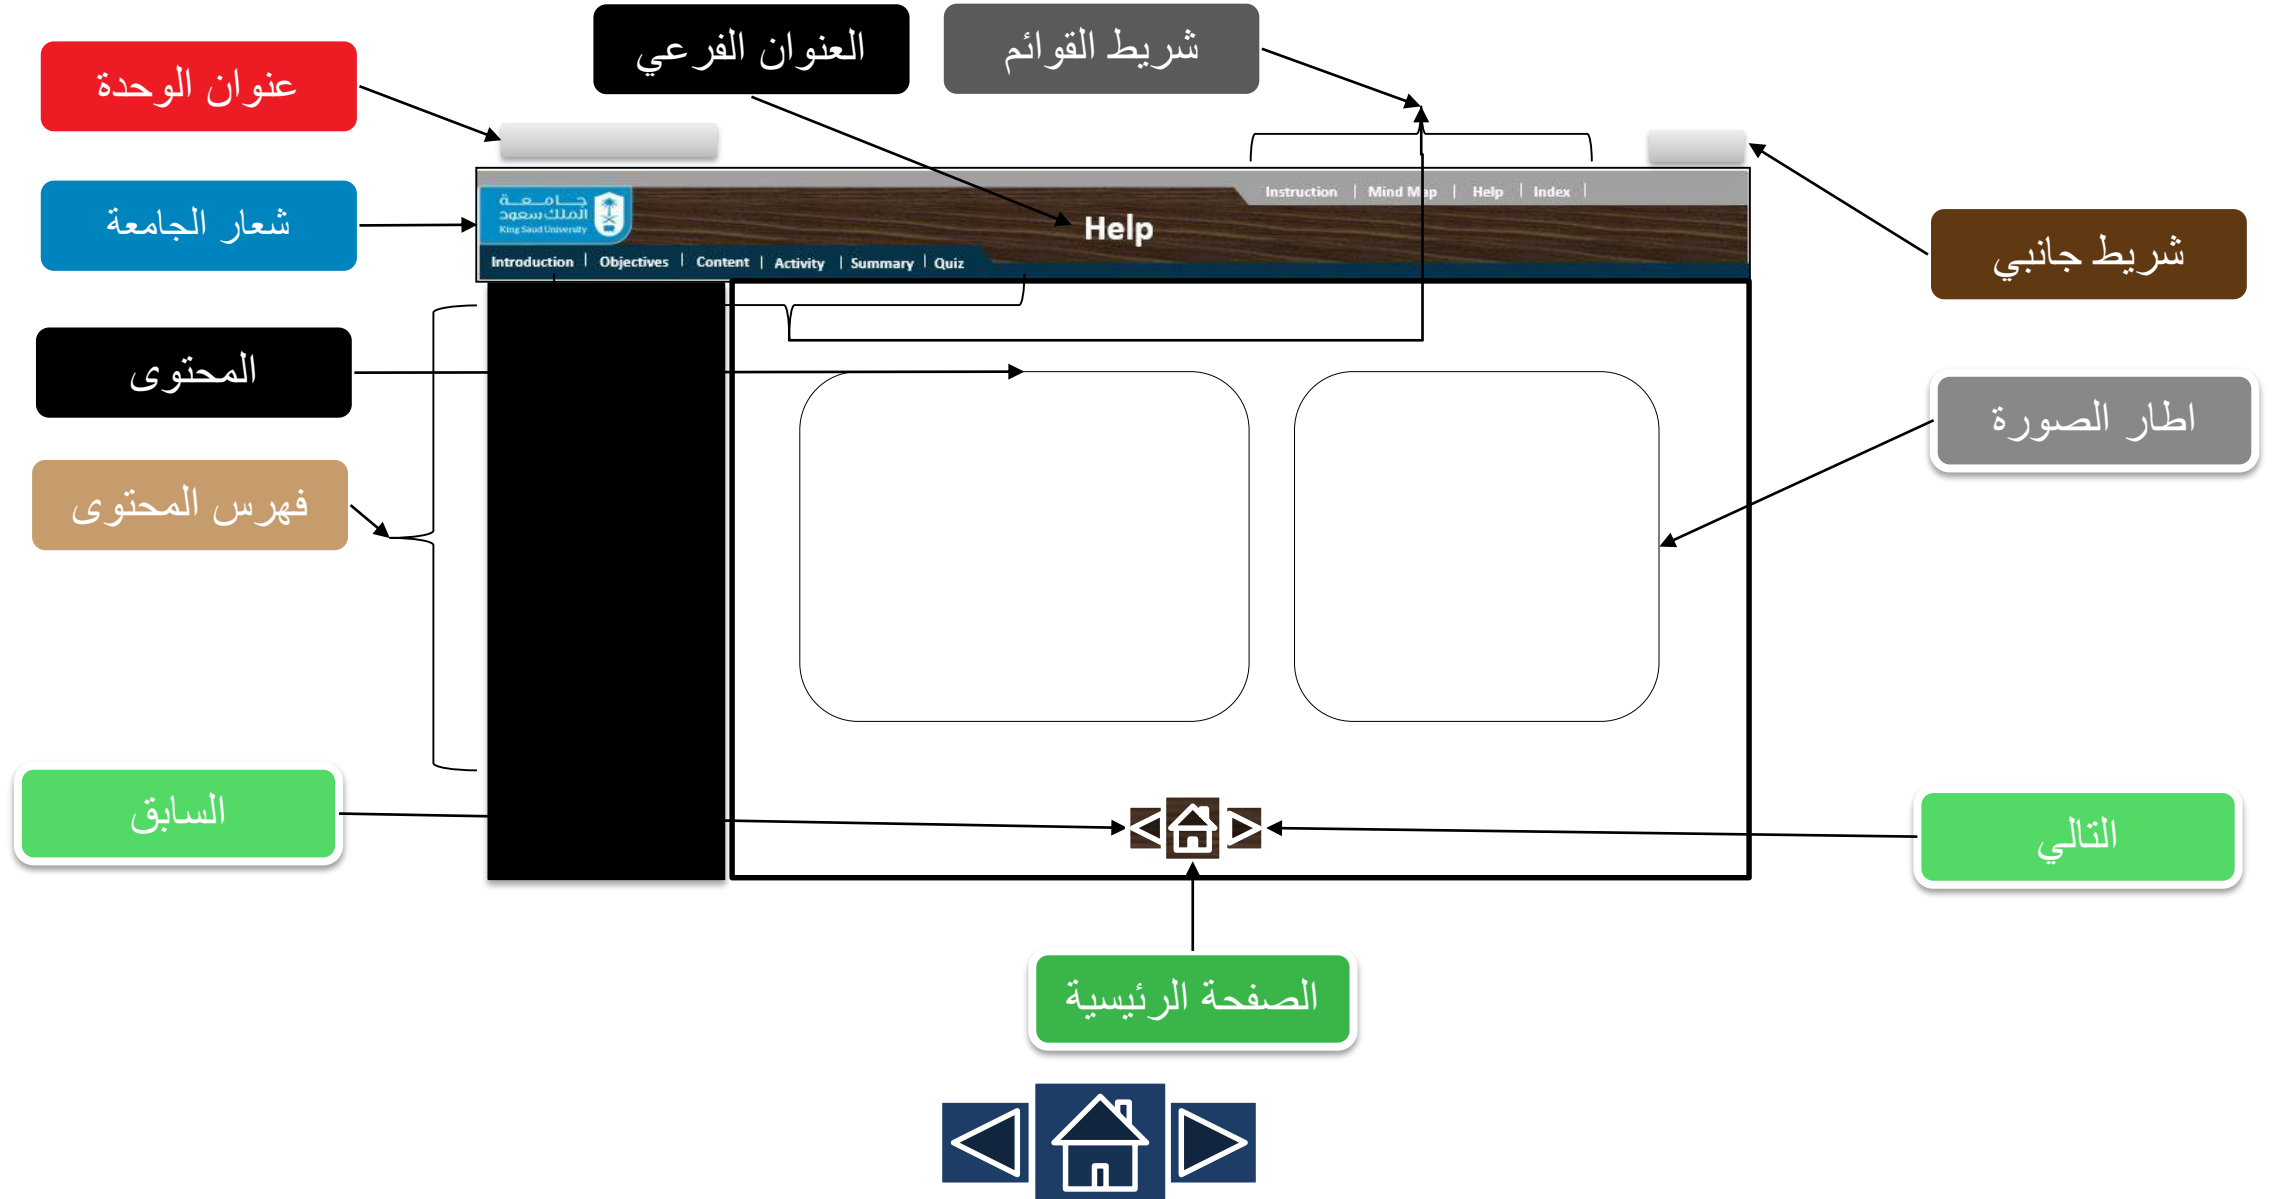 العنوان الفرعي
شريط القوائم
عنوان الوحدة
شعار الجامعة
جامعة
الملك سعود
King Saud University
Instruction | Mind Map | Help | Index |
Help
Introduction | Objectives | Content | Activity | Summary | Quiz
شريط جانبي
المحتوى
اطار الصورة
فهرس المحتوى
السابق
التالي
الصفحة الرئيسية